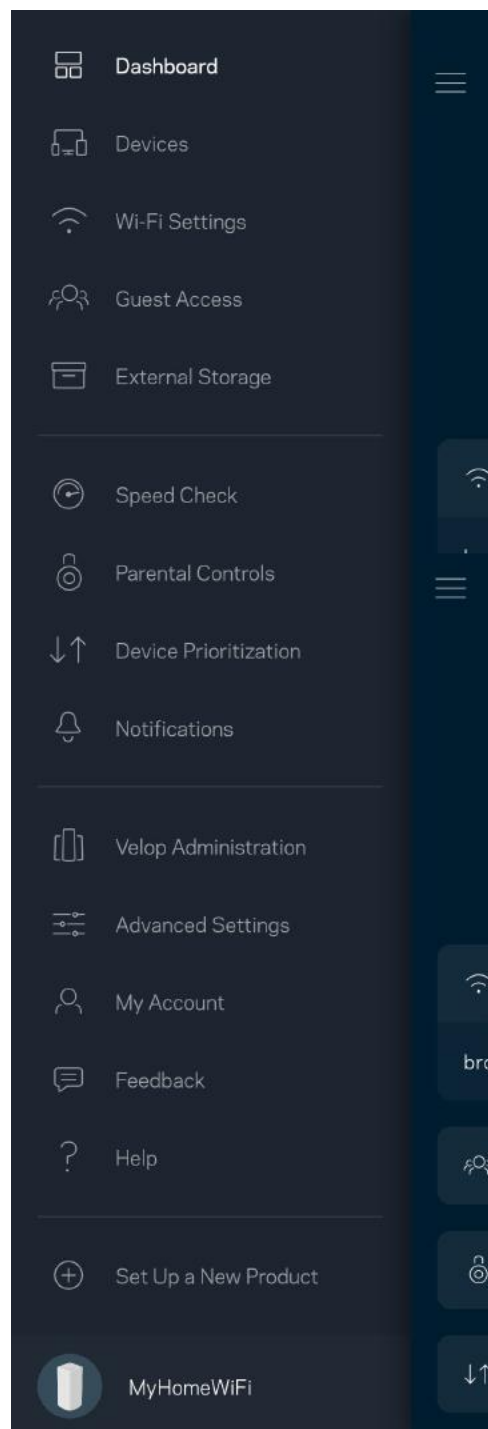 Dashboard
Devices
Wi-Fi Settings
Guest Access
External Storage
Speed Check
Parental Controls
Device Prioritization
Notifications
Velop Administration
Advanced Settings
My Account
Feedback
Help
Set Up a New Product
MyHomeWiFi